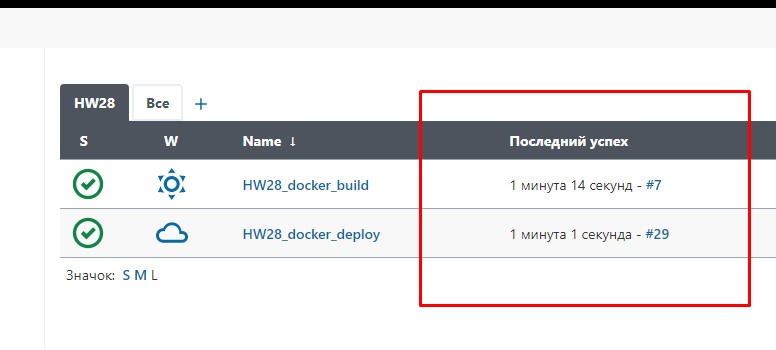 HW28 Все +
S W Name ↓ Последний успех
HW28_docker_build 1 минута 14 секунд - #7
HW28_docker_deploy 1 минута 1 секунда - #29
Значок: S M L